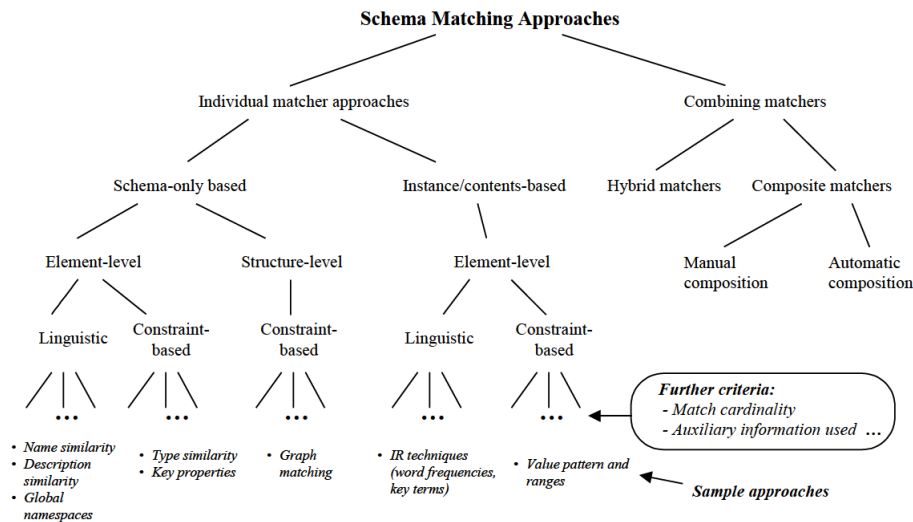 Schema Matching Approaches
Individual matcher approaches
Combining matchers
Schema-only based
Instance/contents-based
Hybrid matchers
Composite matchers
Element-level
Structure-level
Element-level
Manual
composition
Automatic
composition
Linguistic
Constraint-
based
Constraint-
based
Linguistic
Constraint-
based
...
...
...
...
...
Further criteria:
- Match cardinality
- Auxiliary information used ...
• Name similarity
• Description
similarity
• Global
namespaces
• Type similarity
• Key properties
• Graph
matching
• IR techniques
(word frequencies,
key terms)
• Value pattern and
ranges
Sample approaches